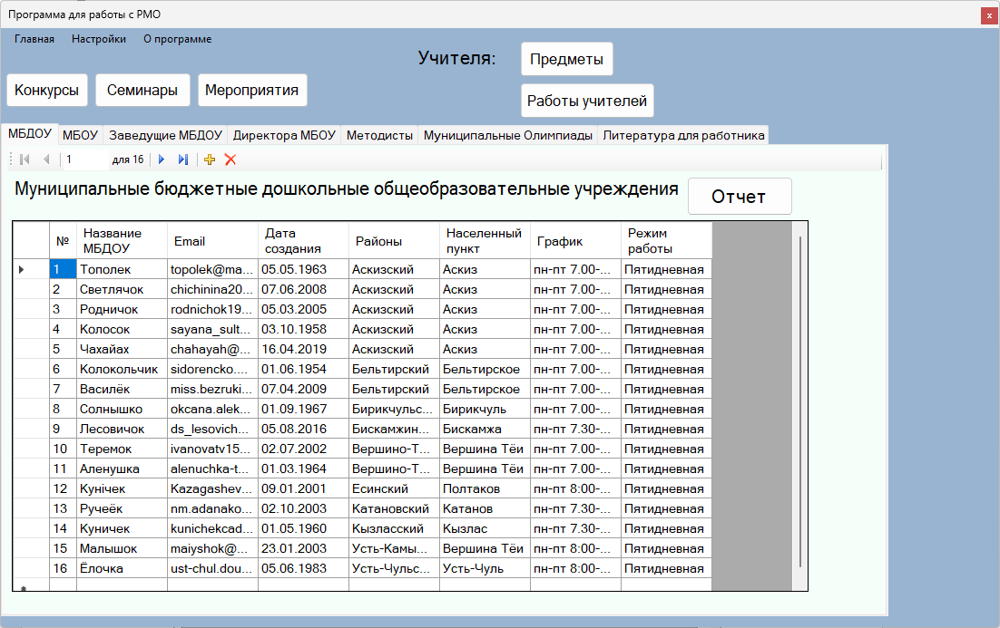 Программа для работы с РМО
x
Главная Настройки О программе
Учителя: Предметы
Конкурсы Семинары Мероприятия
Работы учителей
МБДОУ МБОУ Заведущие МБДОУ Директора МБОУ Методисты Муниципальные Олимпиады Литература для работника
1 для 16
Муниципальные бюджетные дошкольные общеобразовательные учреждения Отчет
№ Название МБДОУ Email Дата создания Районы Населенный пункт График Режим работы
1 Тополек topolek@ma... 05.05.1963 Аскизский Аскиз пн-пт 7.00-... Пятидневная
2 Светлячок chichinina20... 07.06.2008 Аскизский Аскиз пн-пт 7.00-... Пятидневная
3 Родничок rodnichok19... 05.03.2005 Аскизский Аскиз пн-пт 7.00-... Пятидневная
4 Колосок sayana_sult... 03.10.1958 Аскизский Аскиз пн-пт 7.00-... Пятидневная
5 Чахайах chahayah@... 16.04.2019 Аскизский Аскиз пн-пт 7.00-... Пятидневная
6 Колокольчик sidorencko.... 01.06.1954 Бельтирский Бельтирское пн-пт 7.00-... Пятидневная
7 Василёк miss.bezruki... 07.04.2009 Бельтирский Бельтирское пн-пт 7.00-... Пятидневная
8 Солнышко okcana.alek... 01.09.1967 Бирикчульс... Бирикчуль пн-пт 7.00-... Пятидневная
9 Лесовичок ds_lesovich... 05.08.2016 Бискамжин... Бискамжа пн-пт 7.30-... Пятидневная
10 Теремок ivanovatv15... 02.07.2002 Вершино-Т... Вершина Тёи пн-пт 7.00-... Пятидневная
11 Аленушка alenuchka-t... 01.03.1964 Вершино-Т... Вершина Тёи пн-пт 7.00-... Пятидневная
12 Кунічек Kazagashev... 09.01.2001 Есинский Полтаков пн-пт 8:00-... Пятидневная
13 Ручеёк nm.adanako... 02.10.2003 Катановский Катанов пн-пт 7.30-... Пятидневная
14 Куничек kunichekcad... 01.05.1960 Кызласский Кызлас пн-пт 7.30-... Пятидневная
15 Малышок maiyshok@... 23.01.2003 Усть-Камы... Вершина Тёи пн-пт 8:00-... Пятидневная
16 Ёлочка ust-chul.dou... 05.06.1983 Усть-Чульс... Усть-Чуль пн-пт 8:00-... Пятидневная